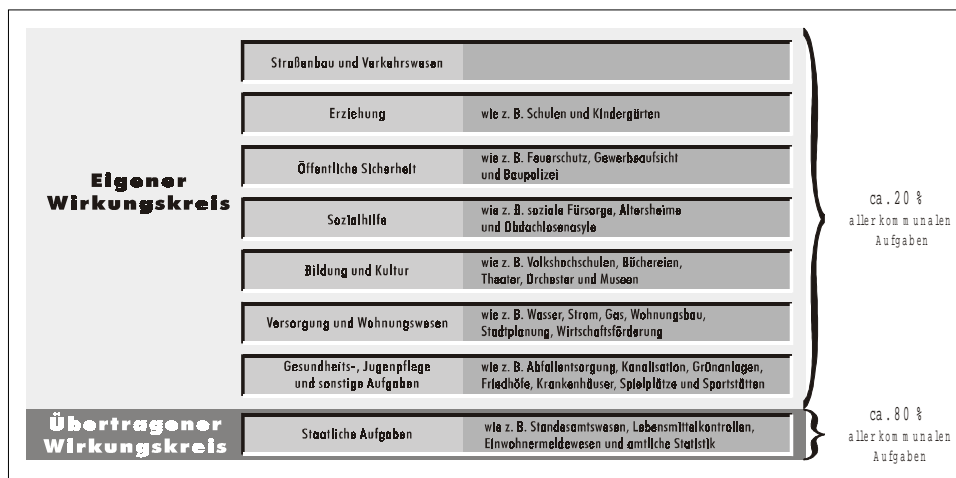 Straßenbau und Verkehrswesen
Erziehung
wie z. B. Schulen und Kindergärten
Öffentliche Sicherheit
wie z. B. Feuerschutz, Gewerbeaufsicht
und Baupolizei
Eigener
Wirkungskreis
Sozialhilfe
wie z. B. soziale Fürsorge, Altersheime
und Obdachlosenasyle
Bildung und Kultur
wie z. B. Volkshochschulen, Büchereien,
Theater, Orchester und Museen
Versorgung und Wohnungswesen
wie z. B. Wasser, Strom, Gas, Wohnungsbau,
Stadtplanung, Wirtschaftsförderung
Gesundheits-, Jugenpflege
und sonstige Aufgaben
wie z. B. Abfallentsorgung, Kanalisation, Grünanlagen,
Friedhöfe, Krankenhäuser, Spielplätze und Sportstätten
ca. 20 %
aller kommunalen
Aufgaben
Übertragener
Wirkungskreis
Staatliche Aufgaben
wie z. B. Standesamtswesen, Lebensmittelkontrollen,
Einwohnermeldewesen und amtliche Statistik
ca. 80 %
aller kommunalen
Aufgaben